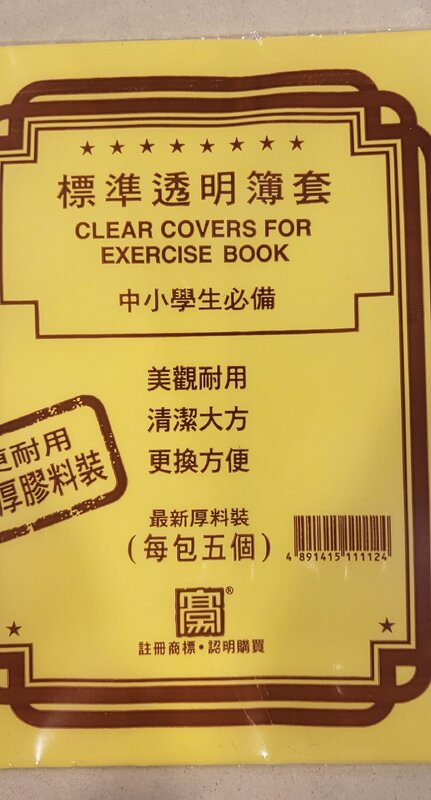 標準透明簿套
CLEAR COVERS FOR
EXERCISE BOOK
中小學生必備
美觀耐用
清潔大方
更換方便
更耐用
厚膠料裝
最新厚料裝
(每包五個)
4 891415 111124
®
註冊商標・認明購買